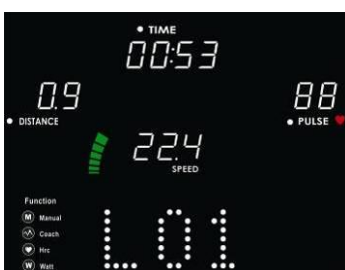 TIME
00:53
0.9
88
DISTANCE
PULSE
22.4
SPEED
Function
M Manual
Coach
Hrc
W Watt
L01